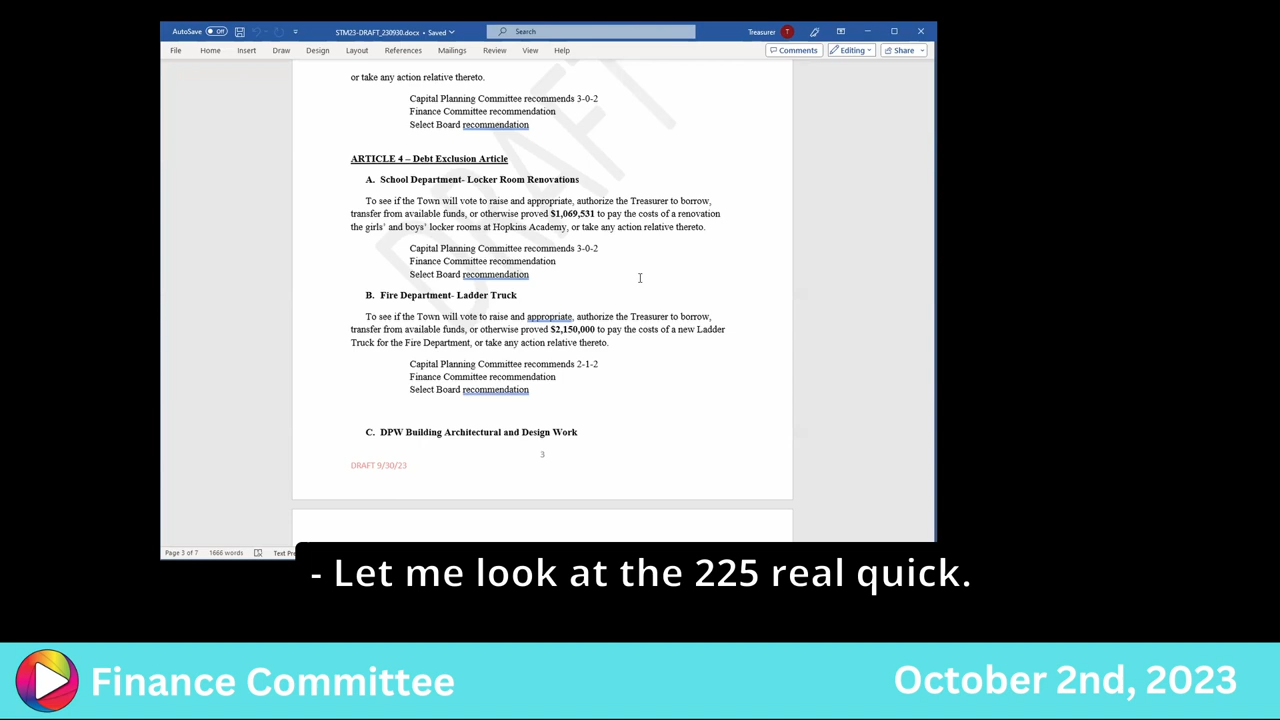 AutoSave Off STM23-DRAFT_230930.docx • Saved Search Treasurer T
File Home Insert Draw Design Layout References Mailings Review View Help Comments Editing Share
DRAFT
or take any action relative thereto.
Capital Planning Committee recommends 3-0-2
Finance Committee recommendation
Select Board recommendation
ARTICLE 4 – Debt Exclusion Article
A. School Department- Locker Room Renovations
To see if the Town will vote to raise and appropriate, authorize the Treasurer to borrow,
transfer from available funds, or otherwise proved $1,069,531 to pay the costs of a renovation
the girls' and boys' locker rooms at Hopkins Academy, or take any action relative thereto.
Capital Planning Committee recommends 3-0-2
Finance Committee recommendation
Select Board recommendation
B. Fire Department- Ladder Truck
To see if the Town will vote to raise and appropriate, authorize the Treasurer to borrow,
transfer from available funds, or otherwise proved $2,150,000 to pay the costs of a new Ladder
Truck for the Fire Department, or take any action relative thereto.
Capital Planning Committee recommends 2-1-2
Finance Committee recommendation
Select Board recommendation
C. DPW Building Architectural and Design Work
3
DRAFT 9/30/23
Page 3 of 7 1666 words Text Pre
- Let me look at the 225 real quick.
Finance Committee October 2nd, 2023